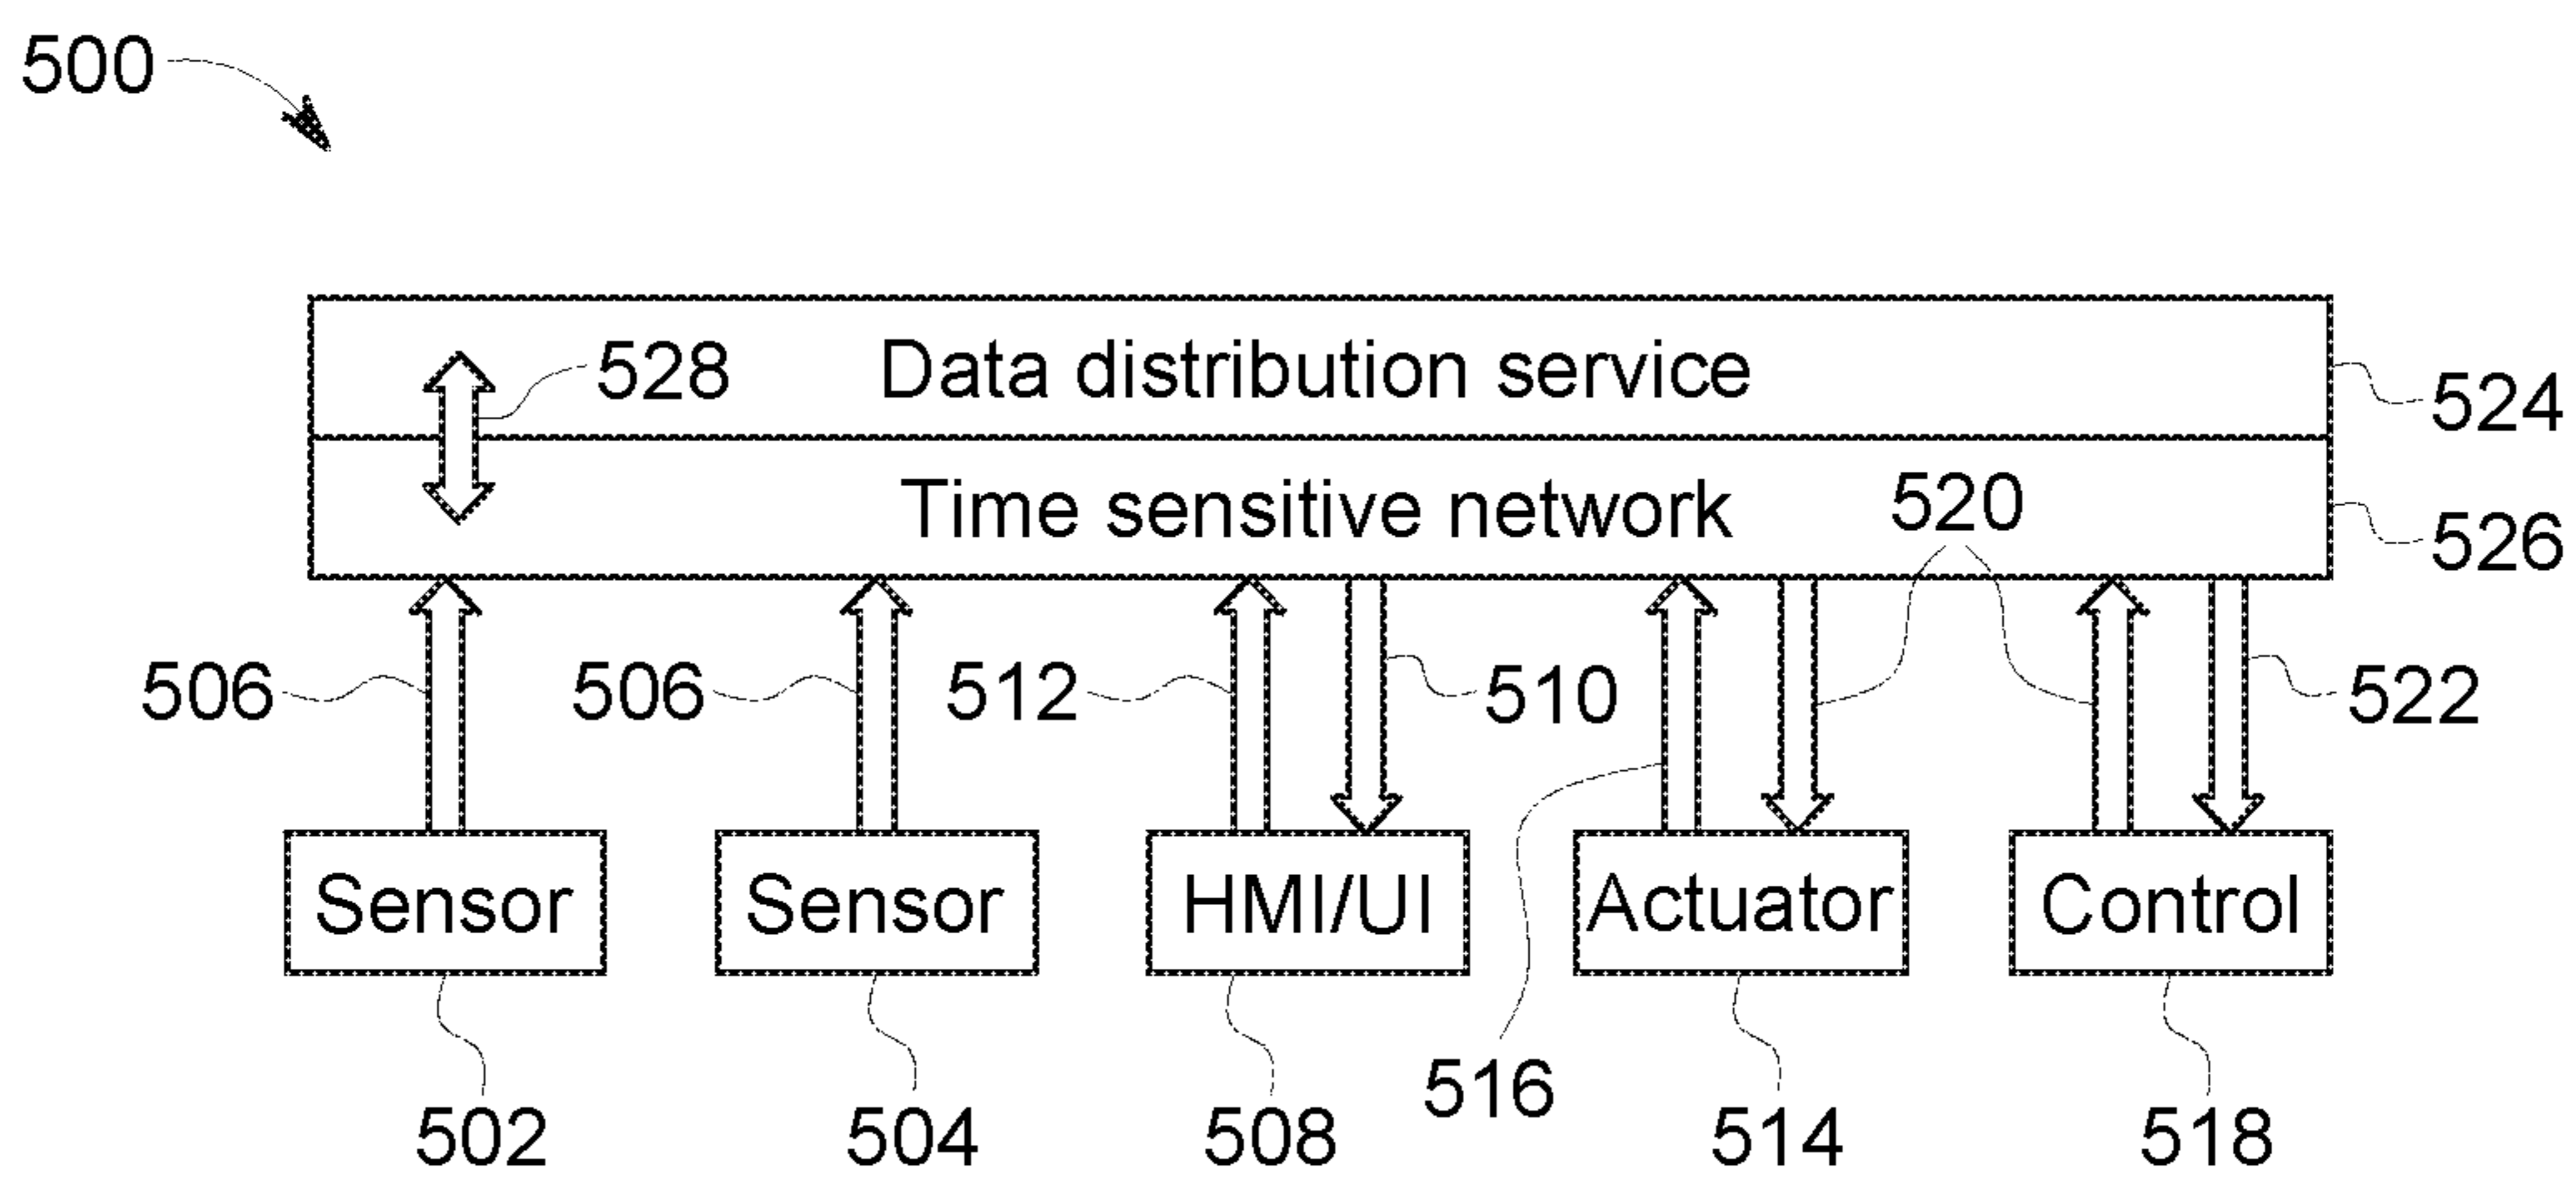 500
528
Data distribution service
524
Time sensitive network
520
526
506
506
512
510
522
Sensor
Sensor
HMI/UI
Actuator
Control
516
502
504
508
514
518